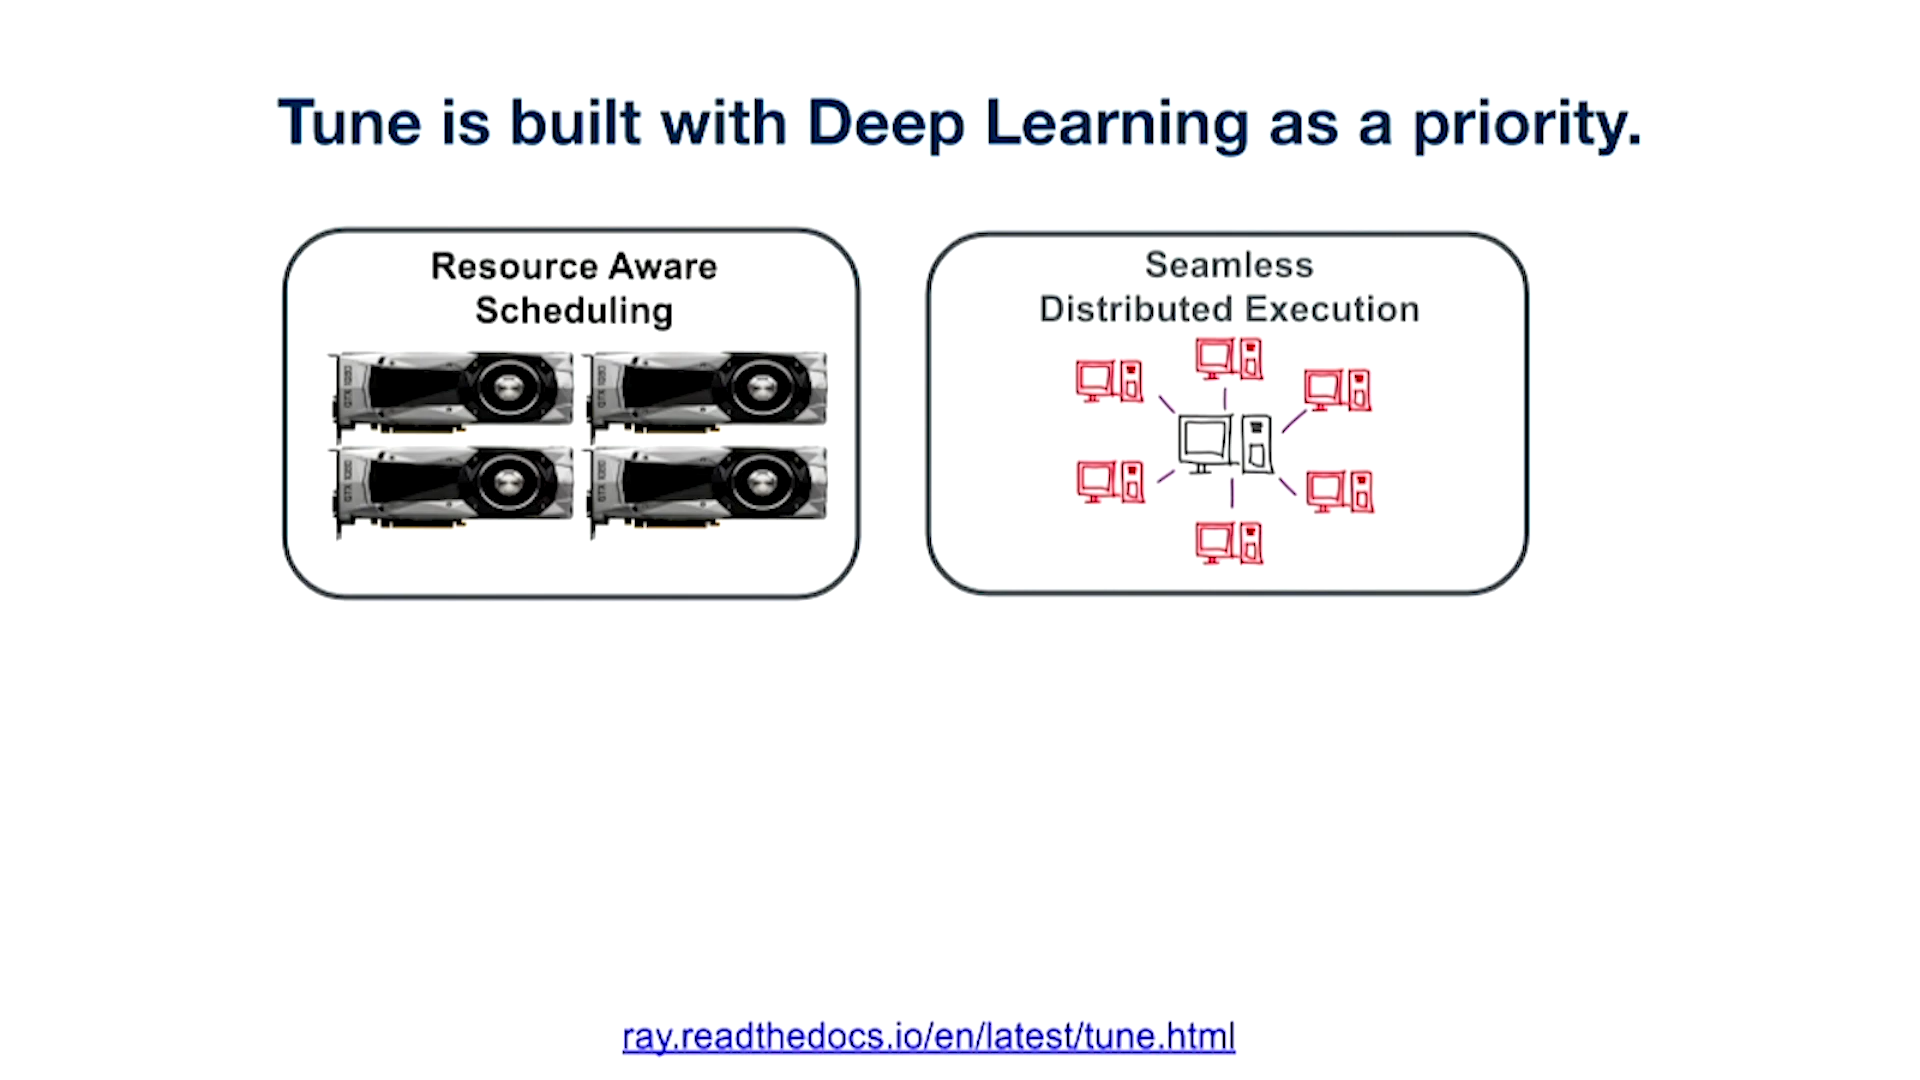 Tune is built with Deep Learning as a priority.
Resource Aware
Scheduling
Seamless
Distributed Execution
ray.readthedocs.io/en/latest/tune.html